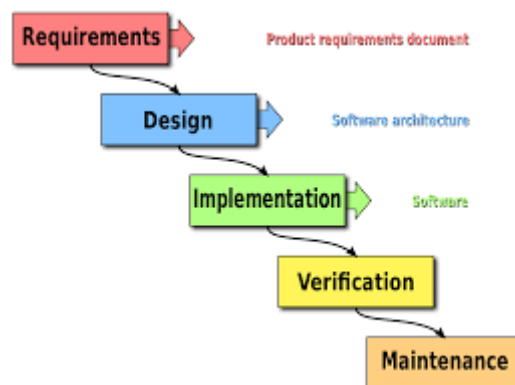 Requirements
Product requirements document
Design
Software architecture
Implementation
Software
Verification
Maintenance